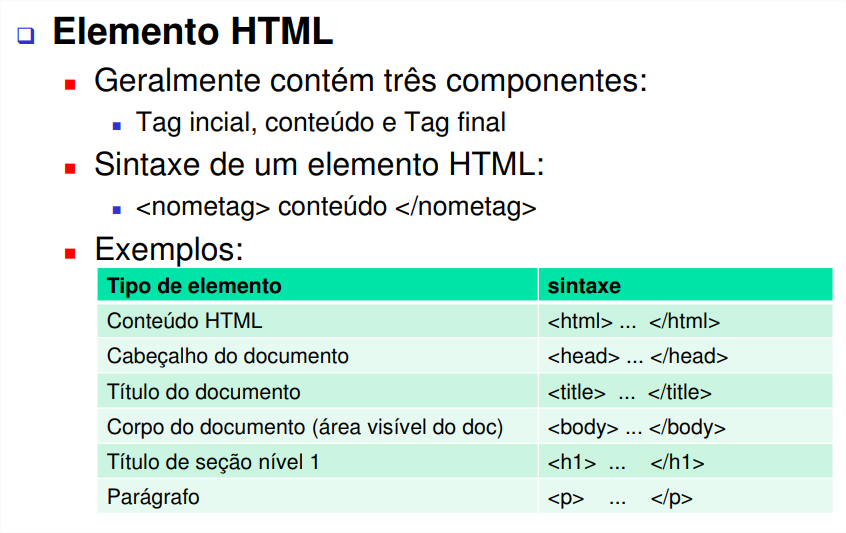 Elemento HTML
Geralmente contém três componentes:
Tag incial, conteúdo e Tag final
Sintaxe de um elemento HTML:
<nometag> conteúdo </nometag>
Exemplos:
Tipo de elemento sintaxe
Conteúdo HTML <html> ... </html>
Cabeçalho do documento <head> ... </head>
Título do documento <title> ... </title>
Corpo do documento (área visível do doc) <body> ... </body>
Título de seção nível 1 <h1> ... </h1>
Parágrafo <p> ... </p>